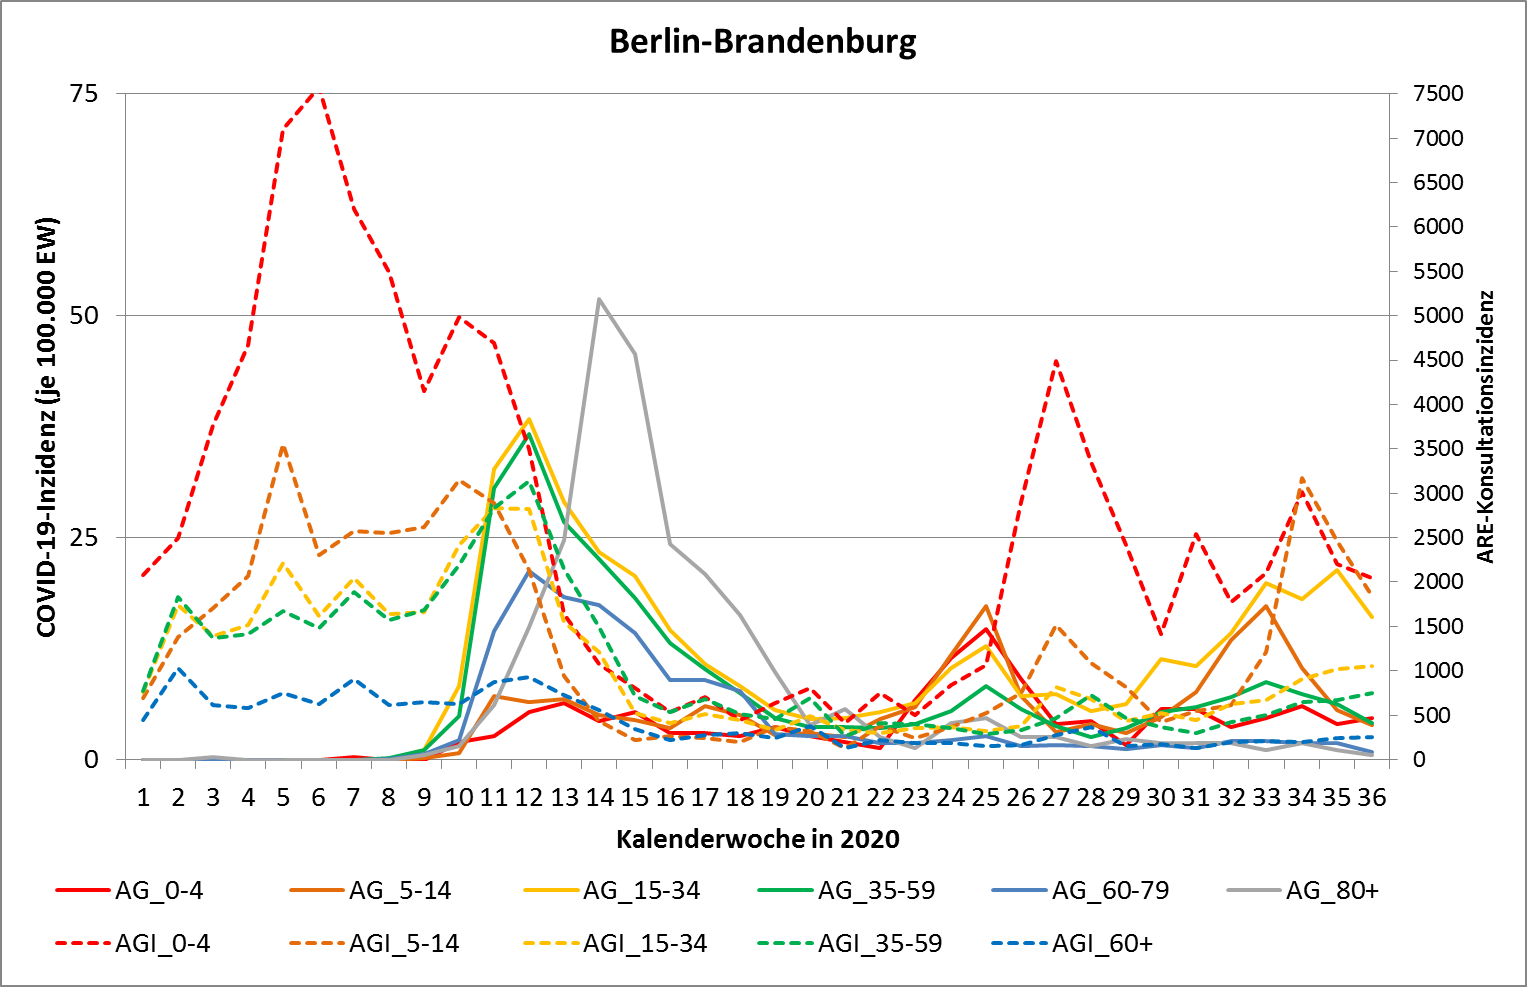 Berlin-Brandenburg
COVID-19-Inzidenz (je 100.000 EW)
75
50
25
0
7500
7000
6500
6000
5500
5000
4500
4000
3500
3000
2500
2000
1500
1000
500
0
ARE-Konsultationsinzidenz
1 2 3 4 5 6 7 8 9 10 11 12 13 14 15 16 17 18 19 20 21 22 23 24 25 26 27 28 29 30 31 32 33 34 35 36
Kalenderwoche in 2020
AG_0-4 AG_5-14 AG_15-34 AG_35-59 AG_60-79 AG_80+
AGI_0-4 AGI_5-14 AGI_15-34 AGI_35-59 AGI_60+